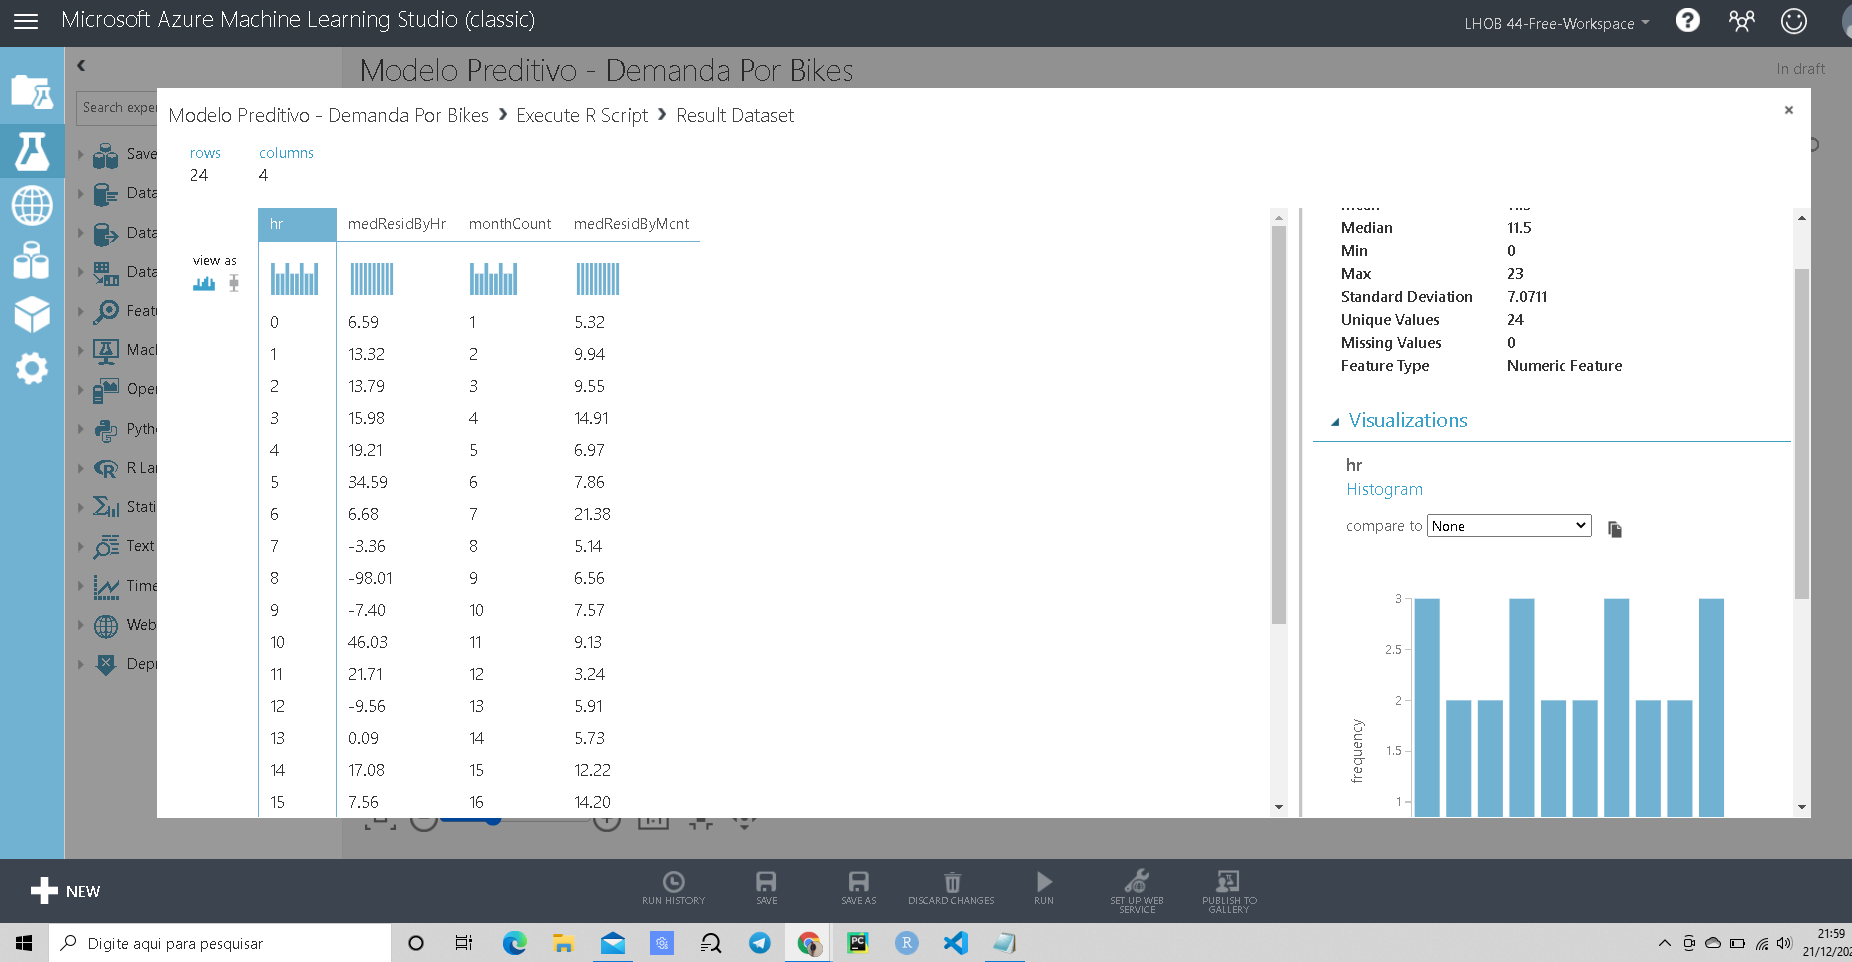 Microsoft Azure Machine Learning Studio (classic)
LHOB 44-Free-Workspace
?
Modelo Preditivo - Demanda Por Bikes
In draft
Search exper
Save
Data
Data
Data
Featu
Mach
Open
Pyth
R La
Stati
Text
Time
Web
Depr
Modelo Preditivo - Demanda Por Bikes > Execute R Script > Result Dataset
rows columns
24 4
hr medResidByHr monthCount medResidByMcnt
view as
0 6.59 1 5.32
1 13.32 2 9.94
2 13.79 3 9.55
3 15.98 4 14.91
4 19.21 5 6.97
5 34.59 6 7.86
6 6.68 7 21.38
7 -3.36 8 5.14
8 -98.01 9 6.56
9 -7.40 10 7.57
10 46.03 11 9.13
11 21.71 12 3.24
12 -9.56 13 5.91
13 0.09 14 5.73
14 17.08 15 12.22
15 7.56 16 14.20
Median 11.5
Min 0
Max 23
Standard Deviation 7.0711
Unique Values 24
Missing Values 0
Feature Type Numeric Feature
Visualizations
hr
Histogram
compare to None
3
2.5
2
1.5
1
frequency
NEW
RUN HISTORY
SAVE
SAVE AS
DISCARD CHANGES
RUN
SET UP WEB SERVICE
PUBLISH TO GALLERY
Digite aqui para pesquisar
PC
R
21:59
21/12/202